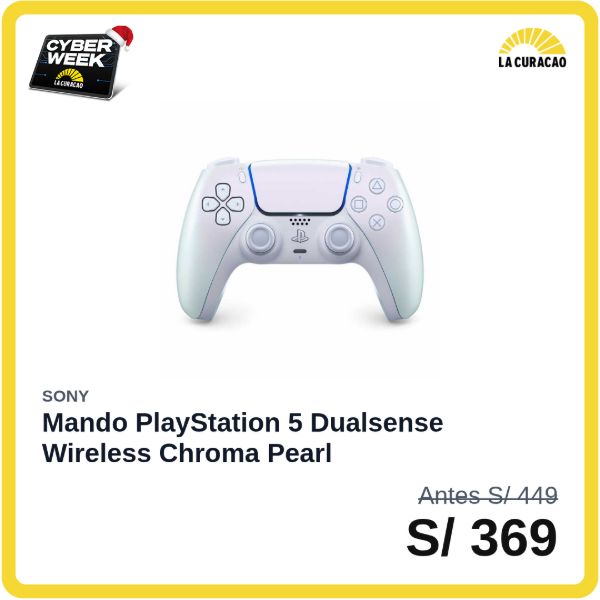 CYBER
WEEK
LA CURACAO
LA CURACAO
SONY
Mando PlayStation 5 Dualsense
Wireless Chroma Pearl
Antes S/ 449
S/ 369